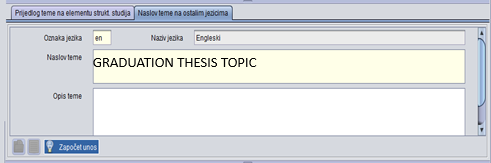 Prijedlog teme na elementu strukt. studija Naslov teme na ostalim jezicima
Oznaka jezika en Naziv jezika Engleski
Naslov teme GRADUATION THESIS TOPIC
Opis teme
Započet unos